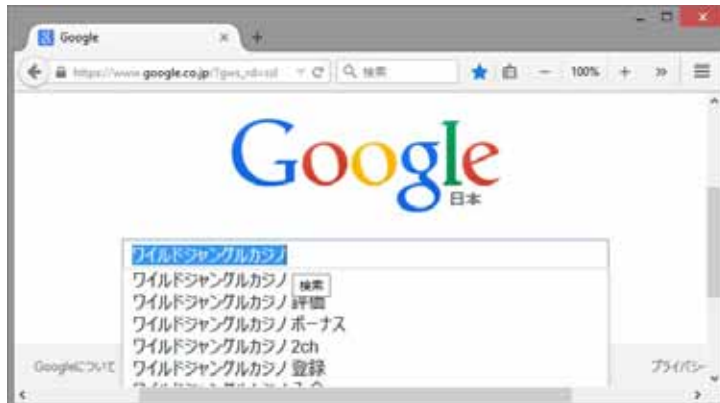 Google
https://www.google.co.jp/?gws_rd=ssl
検索
100%
Google
日本
ワイルドジャングルカジノ
ワイルドジャングルカジノ
検索
ワイルドジャングルカジノ 評価
ワイルドジャングルカジノ ボーナス
ワイルドジャングルカジノ 2ch
ワイルドジャングルカジノ 登録
Googleについて
プライバシー